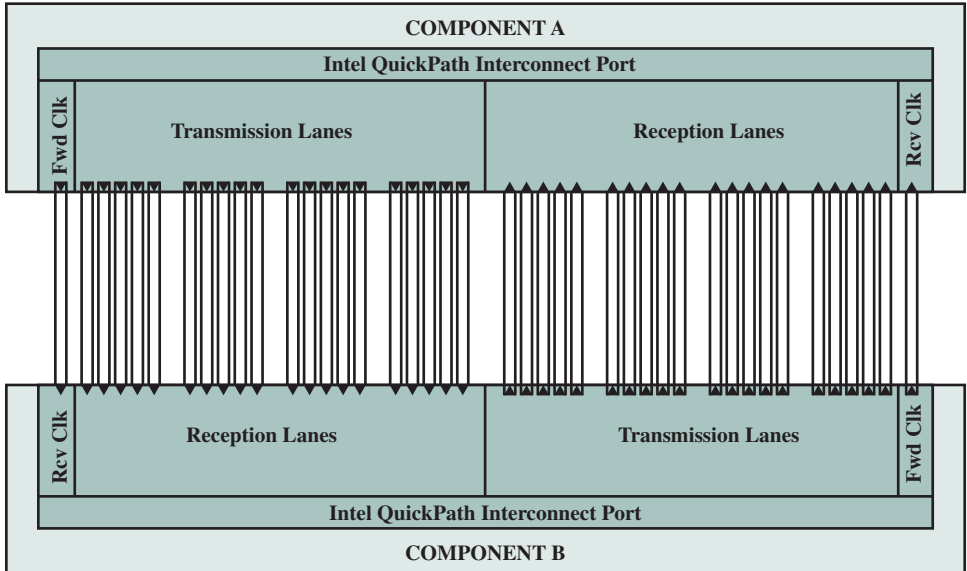 COMPONENT A
Intel QuickPath Interconnect Port
Fwd Clk
Transmission Lanes
Reception Lanes
Rcv Clk
Rcv Clk
Reception Lanes
Transmission Lanes
Fwd Clk
Intel QuickPath Interconnect Port
COMPONENT B